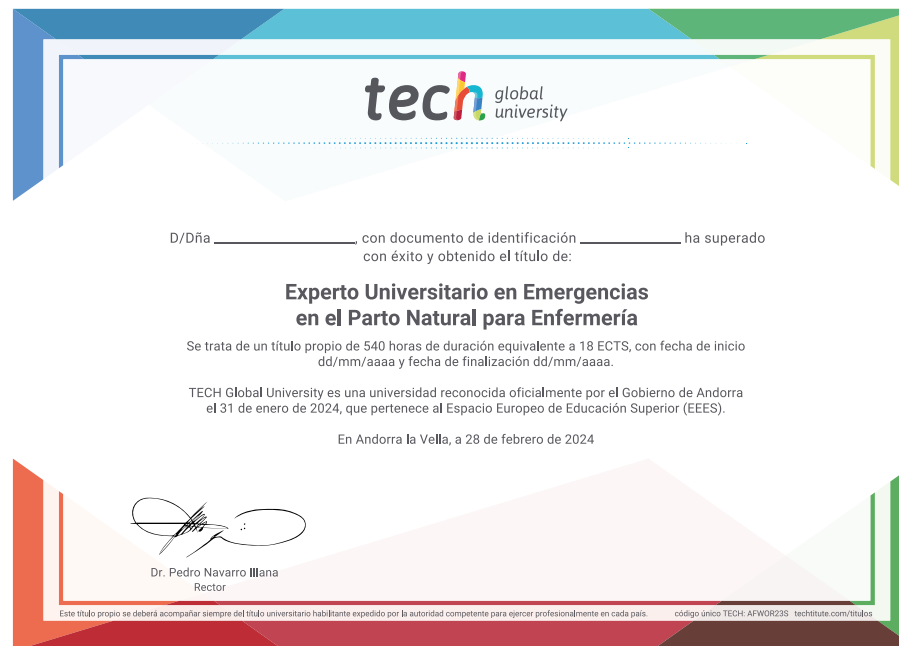 tech global university
D/Dña , con documento de identificación ha superado
con éxito y obtenido el título de:
Experto Universitario en Emergencias
en el Parto Natural para Enfermería
Se trata de un título propio de 540 horas de duración equivalente a 18 ECTS, con fecha de inicio
dd/mm/aaaa y fecha de finalización dd/mm/aaaa.
TECH Global University es una universidad reconocida oficialmente por el Gobierno de Andorra
el 31 de enero de 2024, que pertenece al Espacio Europeo de Educación Superior (EEES).
En Andorra la Vella, a 28 de febrero de 2024
Dr. Pedro Navarro Illana
Rector
Este título propio se deberá acompañar siempre del título universitario habilitante expedido por la autoridad competente para ejercer profesionalmente en cada país. código único TECH: AFWOR23S techtitute.com/titulos